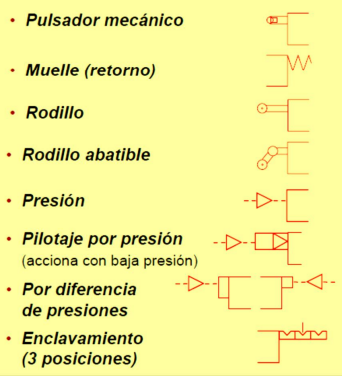 • Pulsador mecánico
• Muelle (retorno)
• Rodillo
• Rodillo abatible
• Presión
• Pilotaje por presión
(acciona con baja presión)
• Por diferencia
de presiones
• Enclavamiento
(3 posiciones)